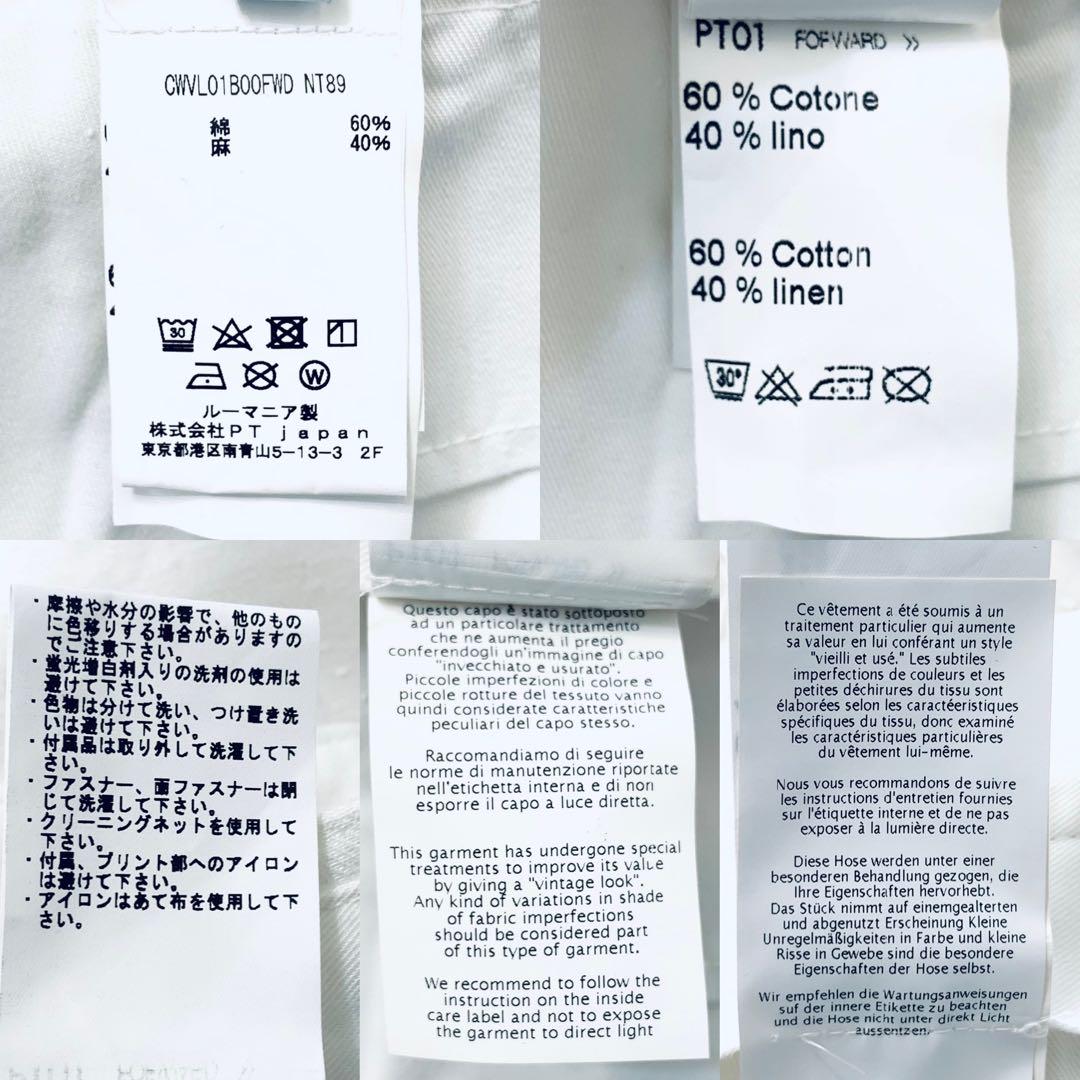 CWVL01B00FWD NT89
綿 60%
麻 40%
30
W
ルーマニア製
株式会社PT japan
東京都港区南青山5-13-3 2F
PT01 FORWARD »
60 % Cotone
40 % lino
60 % Cotton
40 % linen
30°
・摩擦や水分の影響で、他のもの
に色移りする場合がありますの
でご注意下さい。
・蛍光増白剤入りの洗剤の使用は
避けて下さい。
・色物は分けて洗い、つけ置き洗
いは避けて下さい。
・付属品は取り外して洗濯して下
さい。
・ファスナー、面ファスナーは閉
じて洗濯して下さい。
・クリーニングネットを使用して
下さい。
・付属、プリント部へのアイロン
は避けて下さい。
・アイロンはあて布を使用して下
さい。
Questo capo è stato sottoposto
ad un particolare trattamento
che ne aumenta il pregio
conferendogli un'immagine di capo
"invecchiato e usurato".
Piccole imperfezioni di colore e
piccole rotture del tessuto vanno
quindi considerate caratteristiche
peculiari del capo stesso.
Raccomandiamo di seguire
le norme di manutenzione riportate
nell'etichetta interna e di non
esporre il capo a luce diretta.
This garment has undergone special
treatments to improve its value
by giving a "vintage look".
Any kind of variations in shade
of fabric imperfections
should be considered part
of this type of garment.
We recommend to follow the
instruction on the inside
care label and not to expose
the garment to direct light
Ce vêtement a été soumis à un
traitement particulier qui aumente
sa valeur en lui conférant un style
"vieilli et usé." Les subtiles
imperfections de couleurs et les
petites déchirures du tissu sont
élaborées selon les caractéeristiques
spécifiques du tissu, donc examiné
les caractéristiques particulières
du vêtement lui-même.
Nous vous recommandons de suivre
les instructions d'entretien fournies
sur l'étiquette interne et de ne pas
exposer à la lumière directe.
Diese Hose werden unter einer
besonderen Behandlung gezogen, die
Ihre Eigenschaften hervorhebt.
Das Stück nimmt auf einemgealterten
und abgenutzt Erscheinung Kleine
Unregelmäßigkeiten in Farbe und kleine
Risse in Gewebe sind die besondere
Eigenschaften der Hose selbst.
Wir empfehlen die Wartungsanweisungen
suf der innere Etikette zu beachten
und die Hose nicht unter direkt Licht
aussentzen.